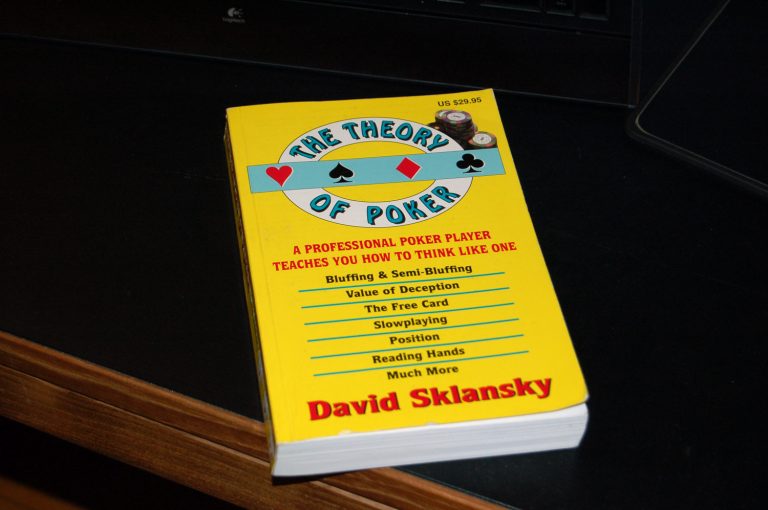 logitech
US $29.95
THE THEORY
OF POKER
A PROFESSIONAL POKER PLAYER
TEACHES YOU HOW TO THINK LIKE ONE
Bluffing & Semi-Bluffing
Value of Deception
The Free Card
Slowplaying
Position
Reading Hands
Much More
David Sklansky